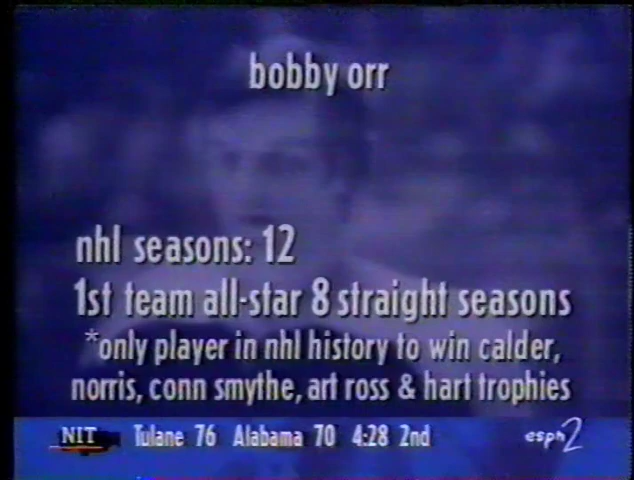 bobby orr
nhl seasons: 12
1st team all-star 8 straight seasons
*only player in nhl history to win calder,
norris, conn smythe, art ross & hart trophies
NIT Tulane 76 Alabama 70 4:28 2nd
espn2